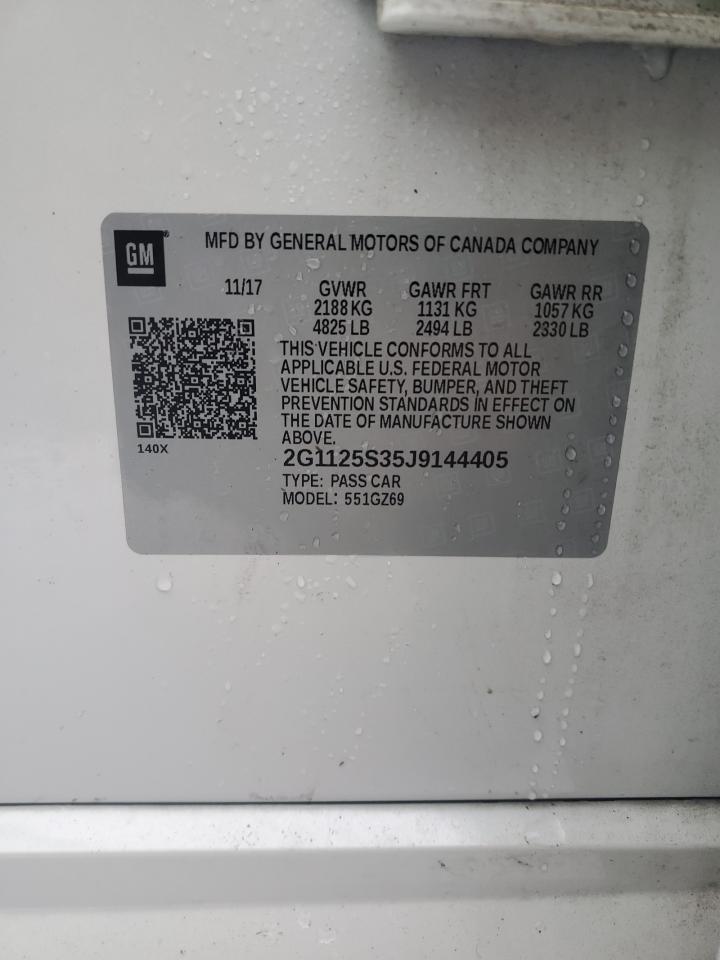 GM®
MFD BY GENERAL MOTORS OF CANADA COMPANY
11/17 GVWR GAWR FRT GAWR RR
2188 KG 1131 KG 1057 KG
4825 LB 2494 LB 2330 LB
THIS VEHICLE CONFORMS TO ALL
APPLICABLE U.S. FEDERAL MOTOR
VEHICLE SAFETY, BUMPER, AND THEFT
PREVENTION STANDARDS IN EFFECT ON
THE DATE OF MANUFACTURE SHOWN
ABOVE.
140X
2G1125S35J9144405
TYPE: PASS CAR
MODEL: 551GZ69